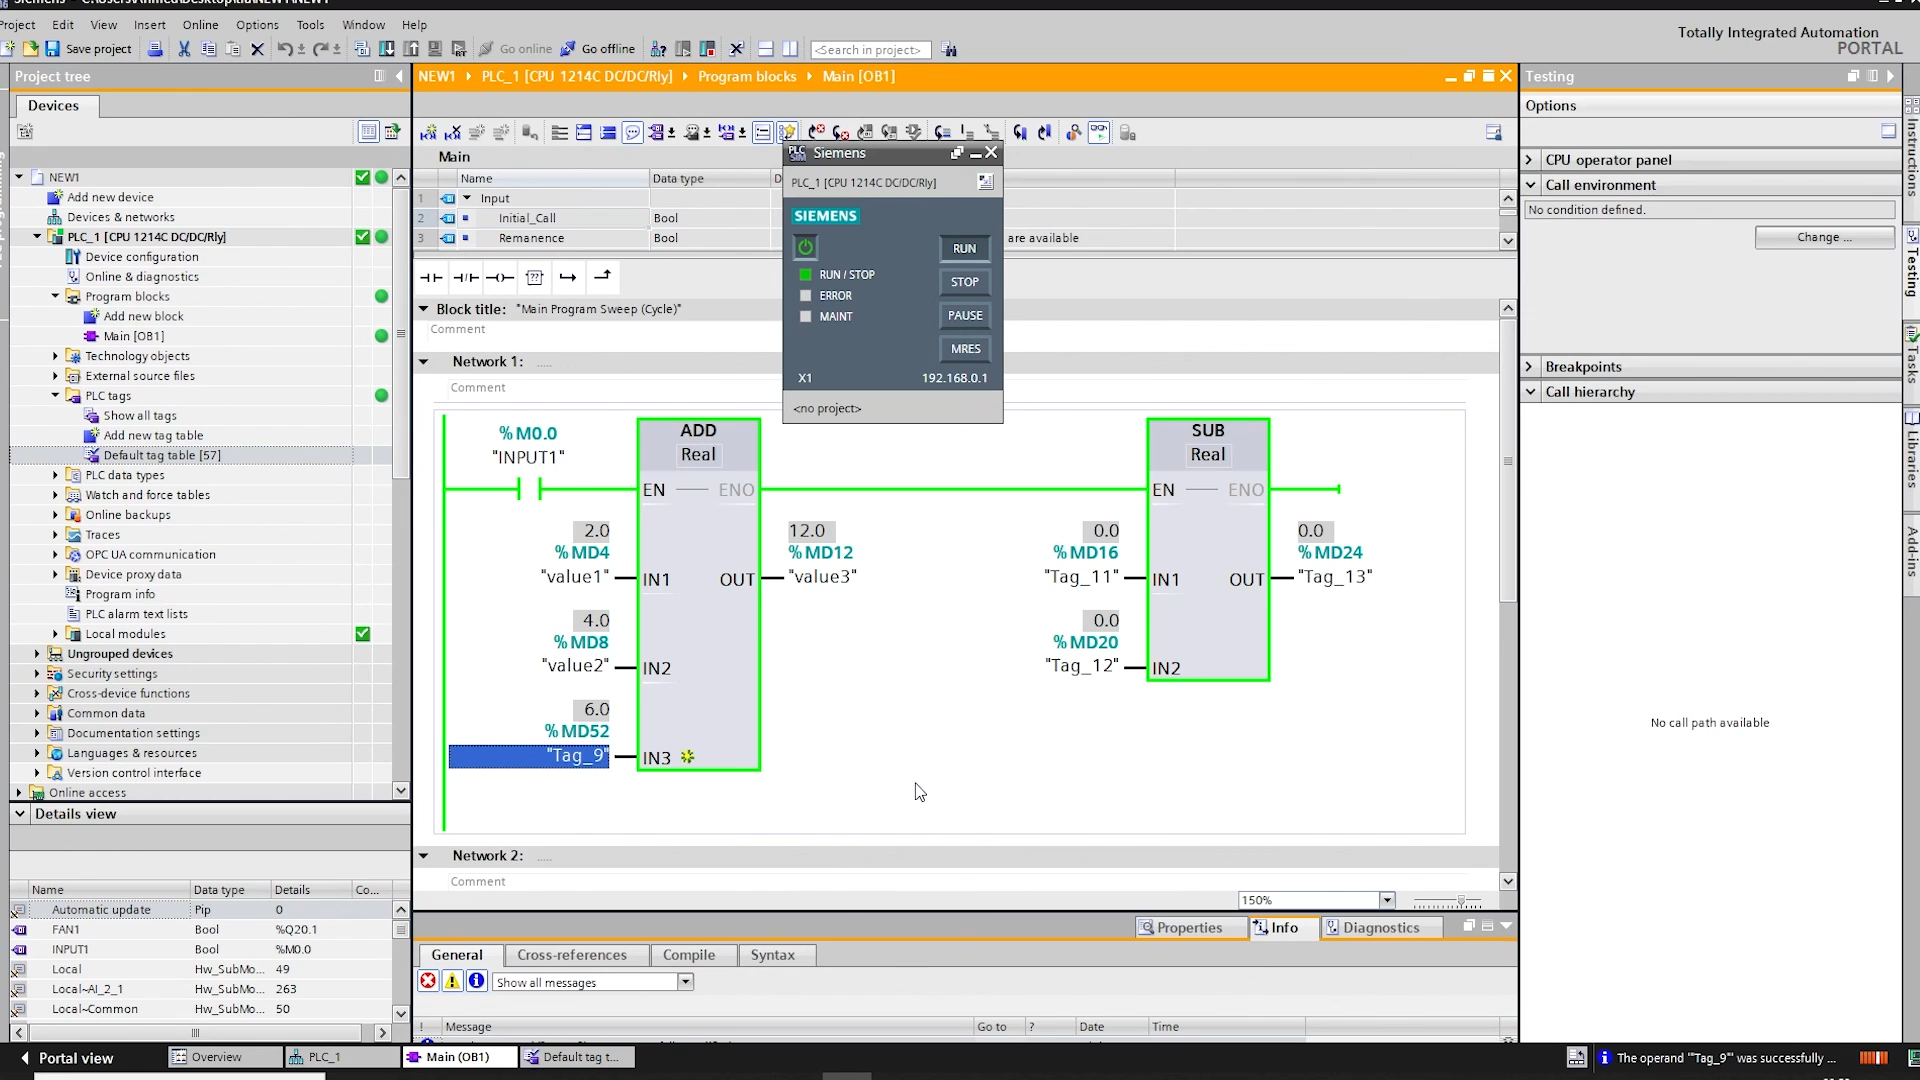 Project Edit View Insert Online Options Tools Window Help
Totally Integrated Automation
PORTAL
Save project Go online Go offline <Search in project>
Project tree
NEW1 PLC_1 [CPU 1214C DC/DC/Rly] Program blocks Main [OB1]
Testing
Devices
Options
NEW1
Add new device
Devices & networks
PLC_1 [CPU 1214C DC/DC/Rly]
Device configuration
Online & diagnostics
Program blocks
Add new block
Main [OB1]
Technology objects
External source files
PLC tags
Show all tags
Add new tag table
Default tag table [57]
PLC data types
Watch and force tables
Online backups
Traces
OPC UA communication
Device proxy data
Program info
PLC alarm text lists
Local modules
Ungrouped devices
Security settings
Cross-device functions
Common data
Documentation settings
Languages & resources
Version control interface
Online access
Details view
Name Data type Details Co...
Automatic update Pip 0
FAN1 Bool %Q20.1
INPUT1 Bool %M0.0
Local Hw_SubMo... 49
Local~AI_2_1 Hw_SubMo... 263
Local~Common Hw_SubMo... 50
Main
Name Data type D
1 Input
2 Initial_Call Bool
3 Remanence Bool are available
Block title: "Main Program Sweep (Cycle)"
Comment
Network 1: .....
Comment
PLC SIM Siemens
PLC_1 [CPU 1214C DC/DC/Rly]
SIEMENS
RUN
RUN / STOP
STOP
ERROR
PAUSE
MAINT
MRES
X1 192.168.0.1
<no project>
%M0.0
"INPUT1"
ADD
Real
EN ENO
2.0
%MD4
"value1"
IN1
OUT
12.0
%MD12
"value3"
4.0
%MD8
"value2"
IN2
6.0
%MD52
"Tag_9"
IN3
SUB
Real
EN ENO
0.0
%MD16
"Tag_11"
IN1
OUT
0.0
%MD24
"Tag_13"
0.0
%MD20
"Tag_12"
IN2
Network 2: .....
Comment
150%
Properties Info Diagnostics
General Cross-references Compile Syntax
Show all messages
! Message Go to ? Date Time
CPU operator panel
Call environment
No condition defined.
Change ...
Breakpoints
Call hierarchy
No call path available
Instructions
Testing
Tasks
Libraries
Add-ins
Portal view Overview PLC_1 Main (OB1) Default tag t...
The operand '"Tag_9"' was successfully ...